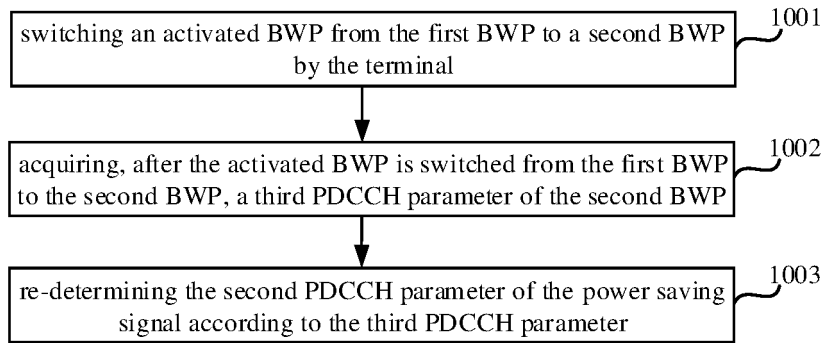 1001
switching an activated BWP from the first BWP to a second BWP
by the terminal
1002
acquiring, after the activated BWP is switched from the first BWP
to the second BWP, a third PDCCH parameter of the second BWP
1003
re-determining the second PDCCH parameter of the power saving
signal according to the third PDCCH parameter